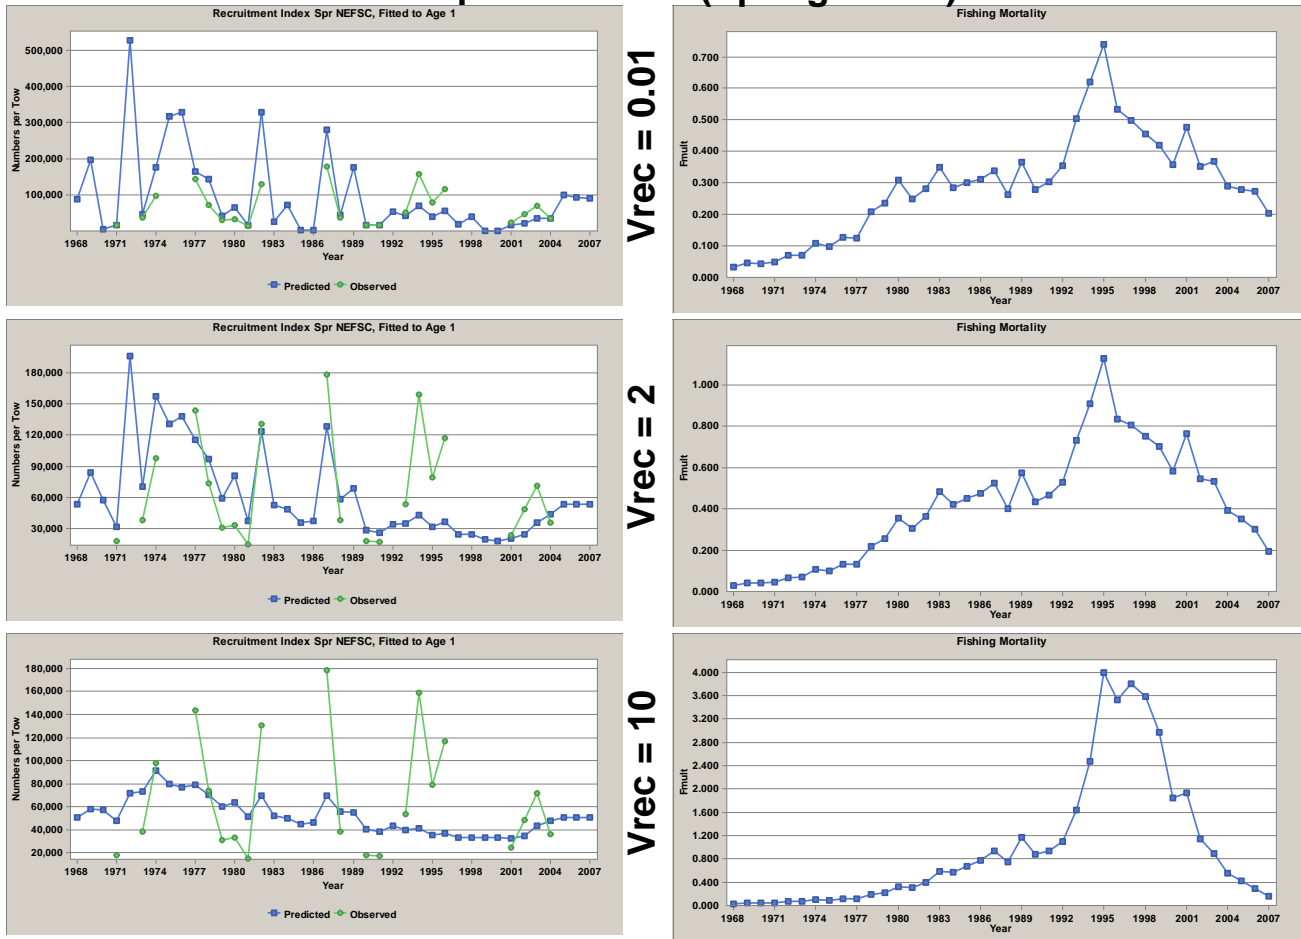 Recruitment Index Spr NEFSC, Fitted to Age 1
Numbers per Tow
500,000
400,000
300,000
200,000
100,000
1968 1971 1974 1977 1980 1983 1986 1989 1992 1995 1998 2001 2004 2007
Year
Predicted Observed
Vrec = 0.01
Fishing Mortality
Fmult
0.700
0.600
0.500
0.400
0.300
0.200
0.100
0.000
1968 1971 1974 1977 1980 1983 1986 1989 1992 1995 1998 2001 2004 2007
Year
Recruitment Index Spr NEFSC, Fitted to Age 1
Numbers per Tow
180,000
150,000
120,000
90,000
60,000
30,000
1968 1971 1974 1977 1980 1983 1986 1989 1992 1995 1998 2001 2004 2007
Year
Predicted Observed
Vrec = 2
Fishing Mortality
Fmult
1.000
0.800
0.600
0.400
0.200
0.000
1968 1971 1974 1977 1980 1983 1986 1989 1992 1995 1998 2001 2004 2007
Year
Recruitment Index Spr NEFSC, Fitted to Age 1
Numbers per Tow
180,000
160,000
140,000
120,000
100,000
80,000
60,000
40,000
20,000
1968 1971 1974 1977 1980 1983 1986 1989 1992 1995 1998 2001 2004 2007
Year
Predicted Observed
Vrec = 10
Fishing Mortality
Fmult
4.000
3.600
3.200
2.800
2.400
2.000
1.600
1.200
0.800
0.400
0.000
1968 1971 1974 1977 1980 1983 1986 1989 1992 1995 1998 2001 2004 2007
Year